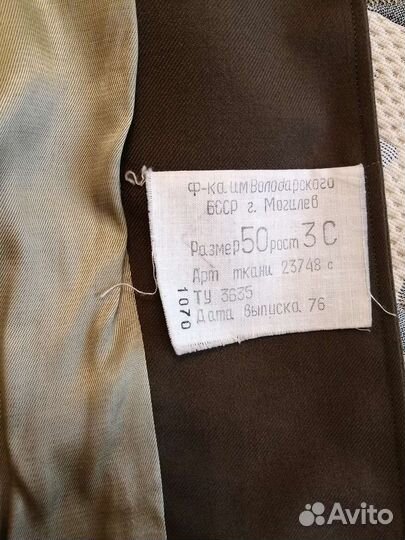 Ф-ка.им Володарского
БССР г. Могилев
Размер 50 рост 3 С
Арт ткани 23748 с
ТУ 3635
Дата выписка 76
1070
Avito